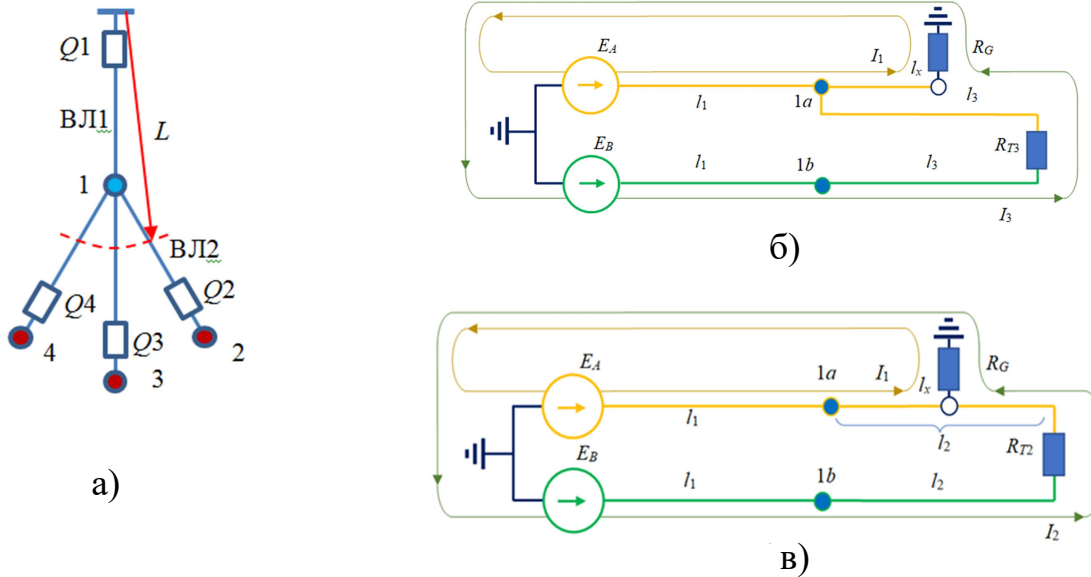 Q1
ВЛ1
L
1
ВЛ2
Q4
Q2
Q3
4
2
3
а)
E_A
I_1
l_x
R_G
l_1
1a
l_3
R_T3
E_B
l_1
1b
l_3
I_3
б)
E_A
1a
I_1
l_x
R_G
l_1
l_2
R_T2
E_B
l_1
1b
l_2
I_2
в)